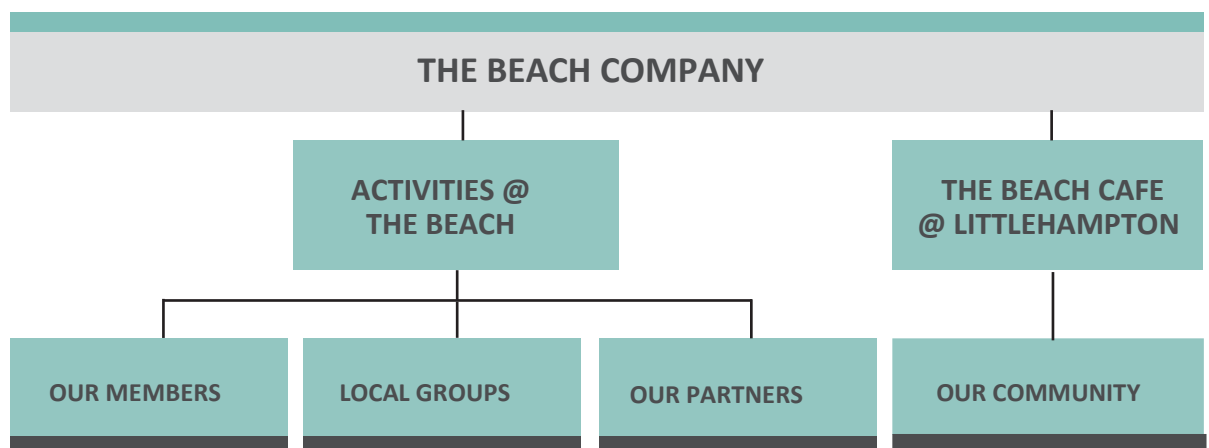 THE BEACH COMPANY
ACTIVITIES @
THE BEACH
THE BEACH CAFE
@ LITTLEHAMPTON
OUR MEMBERS
LOCAL GROUPS
OUR PARTNERS
OUR COMMUNITY